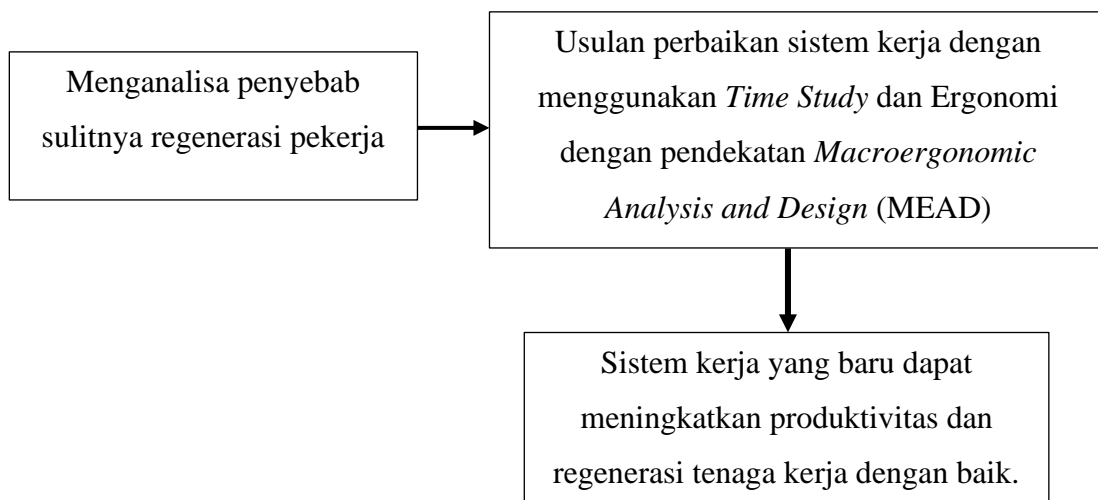 Menganalisa penyebab
sulitnya regenerasi pekerja
Usulan perbaikan sistem kerja dengan
menggunakan Time Study dan Ergonomi
dengan pendekatan Macroergonomic
Analysis and Design (MEAD)
Sistem kerja yang baru dapat
meningkatkan produktivitas dan
regenerasi tenaga kerja dengan baik.